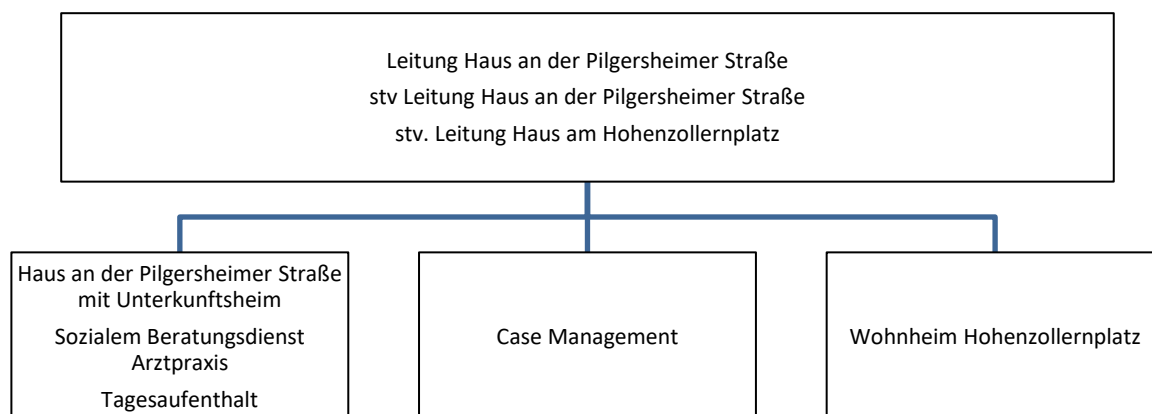 Leitung Haus an der Pilgersheimer Straße
stv Leitung Haus an der Pilgersheimer Straße
stv. Leitung Haus am Hohenzollernplatz
Haus an der Pilgersheimer Straße
mit Unterkunftsheim
Sozialem Beratungsdienst
Arztpraxis
Tagesaufenthalt
Case Management
Wohnheim Hohenzollernplatz